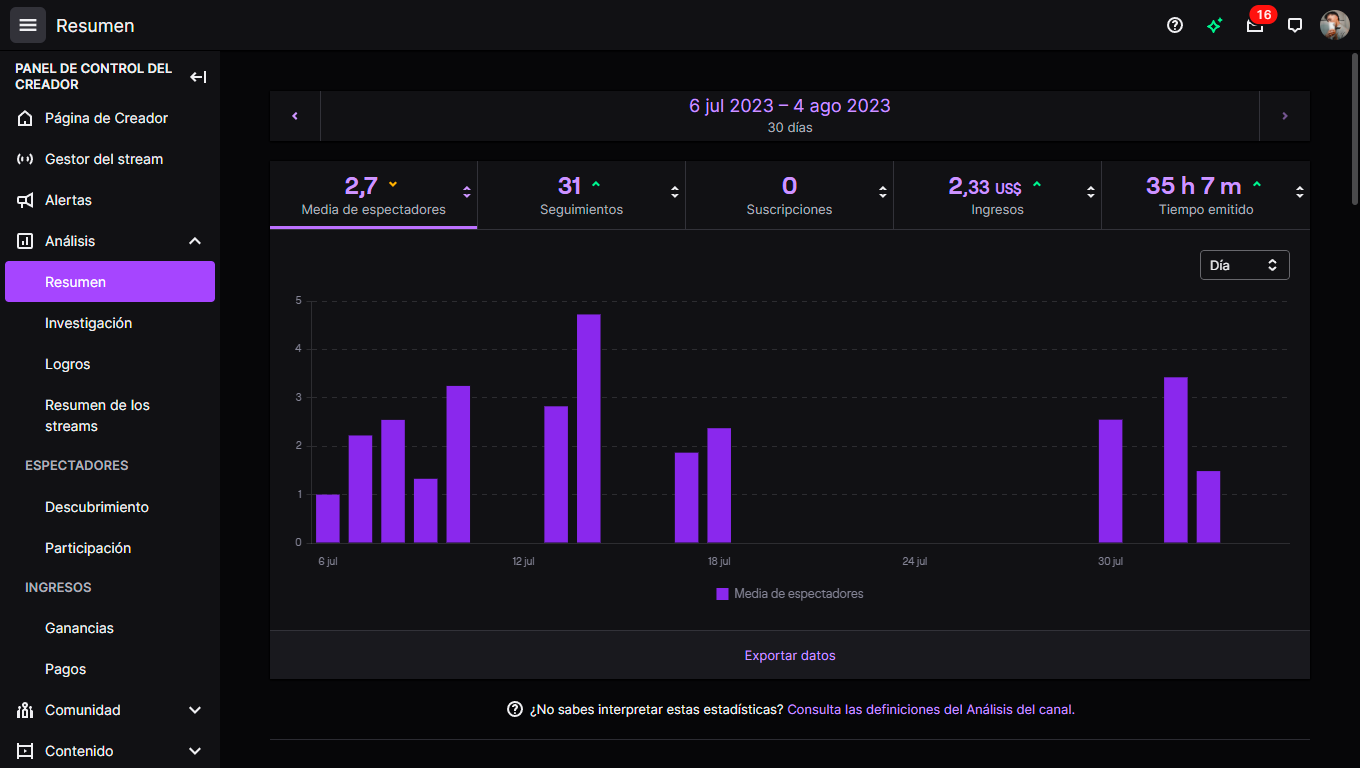 Resumen
16
PANEL DE CONTROL DEL
CREADOR
Página de Creador
Gestor del stream
Alertas
Análisis
Resumen
Investigación
Logros
Resumen de los
streams
ESPECTADORES
Descubrimiento
Participación
INGRESOS
Ganancias
Pagos
Comunidad
Contenido
6 jul 2023 – 4 ago 2023
30 días
2,7
Media de espectadores
31
Seguimientos
0
Suscripciones
2,33 US$
Ingresos
35 h 7 m
Tiempo emitido
Día
5
4
3
2
1
0
6 jul 12 jul 18 jul 24 jul 30 jul
Media de espectadores
Exportar datos
¿No sabes interpretar estas estadísticas? Consulta las definiciones del Análisis del canal.